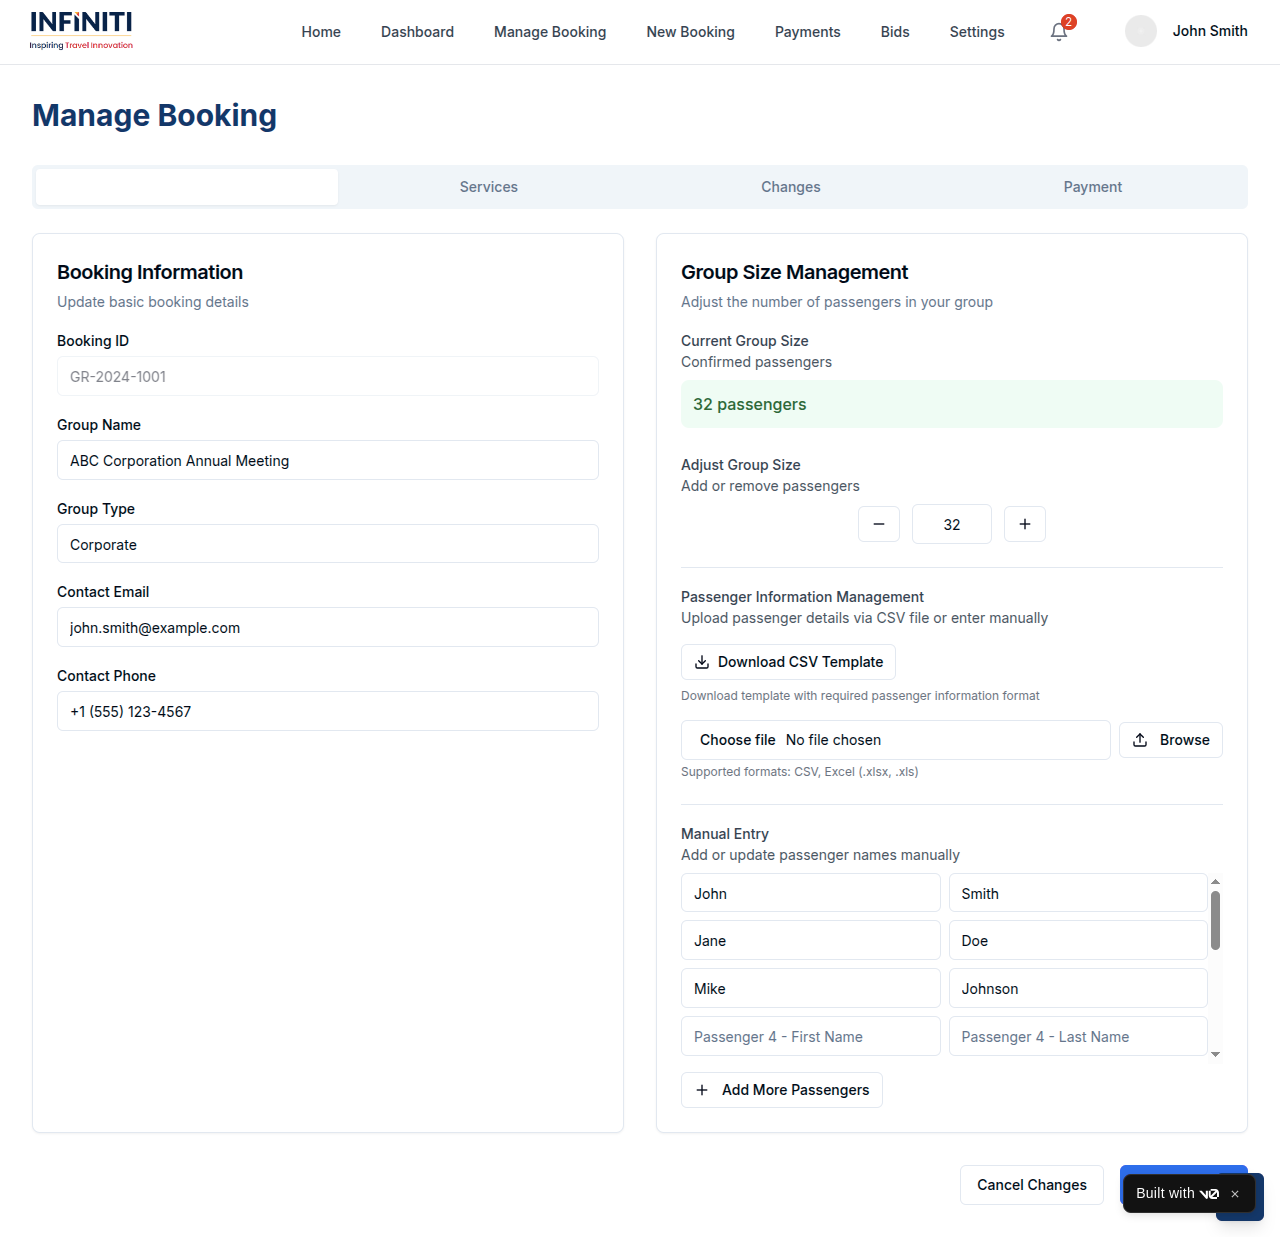 INFINITI
Inspiring Travel Innovation
Home
Dashboard
Manage Booking
New Booking
Payments
Bids
Settings
2
John Smith
Manage Booking
Services
Changes
Payment
Booking Information
Update basic booking details
Booking ID
GR-2024-1001
Group Name
ABC Corporation Annual Meeting
Group Type
Corporate
Contact Email
john.smith@example.com
Contact Phone
+1 (555) 123-4567
Group Size Management
Adjust the number of passengers in your group
Current Group Size
Confirmed passengers
32 passengers
Adjust Group Size
Add or remove passengers
32
Passenger Information Management
Upload passenger details via CSV file or enter manually
Download CSV Template
Download template with required passenger information format
Choose file No file chosen
Browse
Supported formats: CSV, Excel (.xlsx, .xls)
Manual Entry
Add or update passenger names manually
John
Smith
Jane
Doe
Mike
Johnson
Passenger 4 - First Name
Passenger 4 - Last Name
Add More Passengers
Cancel Changes
Built with v0